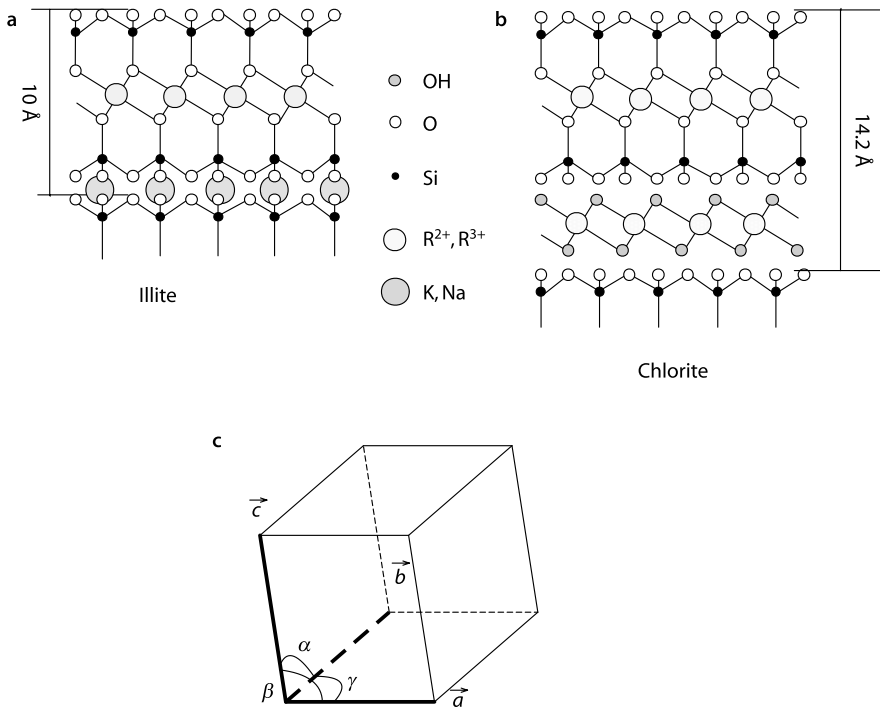 a
10 Å
Illite
OH
O
Si
R²⁺, R³⁺
K, Na
b
14.2 Å
Chlorite
c
c
b
a
α
β
γ